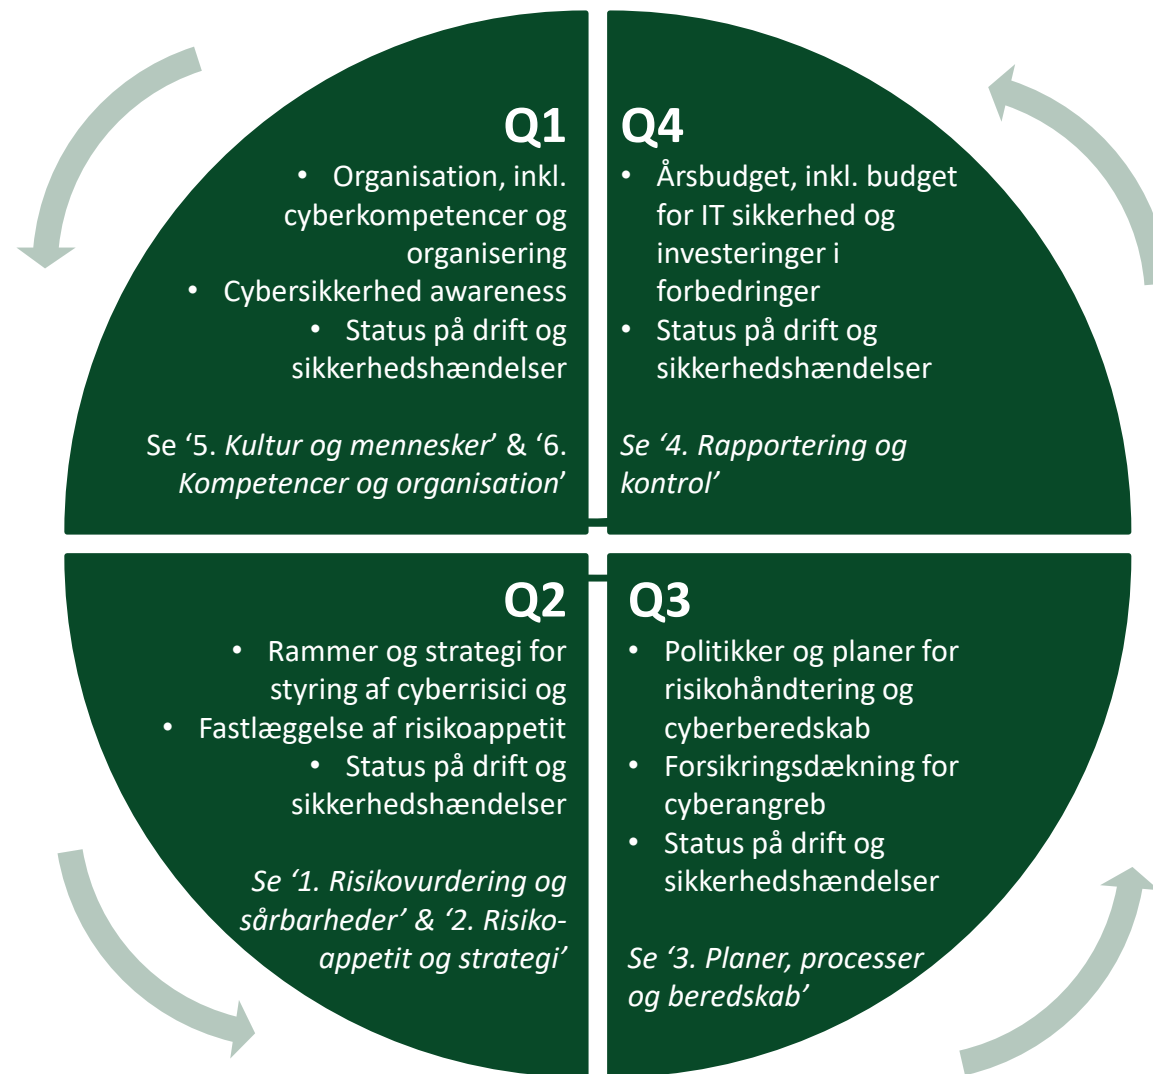 Q1
• Organisation, inkl.
cyberkompetencer og
organisering
• Cybersikkerhed awareness
• Status på drift og
sikkerhedshændelser
Se ‘5. Kultur og mennesker’ & ‘6.
Kompetencer og organisation’
Q4
• Årsbudget, inkl. budget
for IT sikkerhed og
investeringer i
forbedringer
• Status på drift og
sikkerhedshændelser
Se ‘4. Rapportering og
kontrol’
Q2
• Rammer og strategi for
styring af cyberrisici og
• Fastlæggelse af risikoappetit
• Status på drift og
sikkerhedshændelser
Se ‘1. Risikovurdering og
sårbarheder’ & ‘2. Risiko-
appetit og strategi’
Q3
• Politikker og planer for
risikohåndtering og
cyberberedskab
• Forsikringsdækning for
cyberangreb
• Status på drift og
sikkerhedshændelser
Se ‘3. Planer, processer
og beredskab’